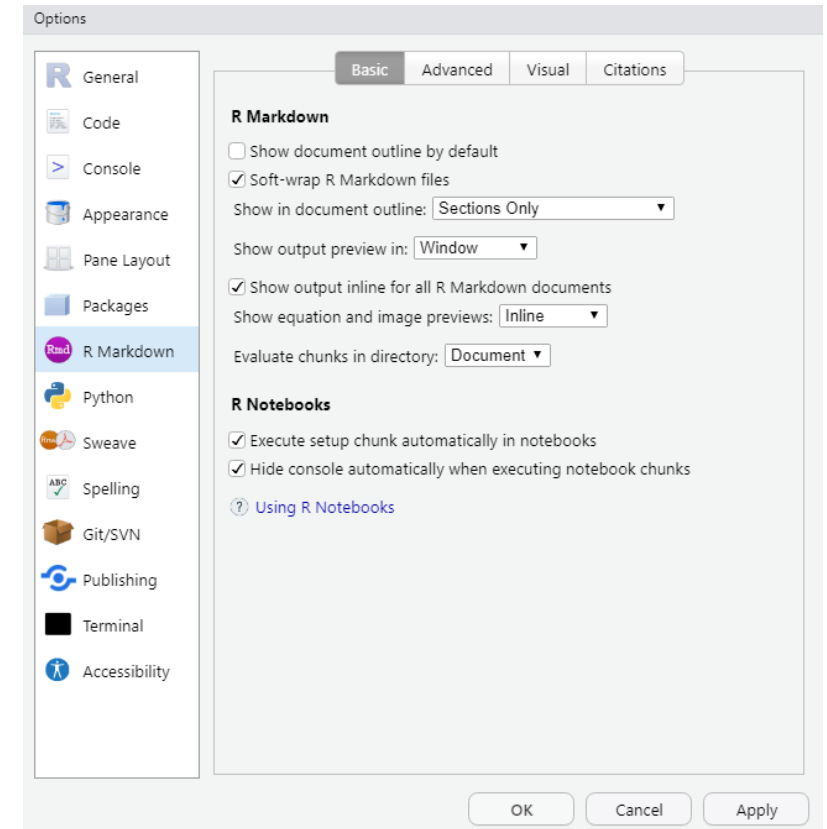 Options
General
Code
Console
Appearance
Pane Layout
Packages
Rmd R Markdown
Python
Sweave
ABC Spelling
Git/SVN
Publishing
Terminal
Accessibility
Basic Advanced Visual Citations
R Markdown
Show document outline by default
Soft-wrap R Markdown files
Show in document outline: Sections Only
Show output preview in: Window
Show output inline for all R Markdown documents
Show equation and image previews: Inline
Evaluate chunks in directory: Document
R Notebooks
Execute setup chunk automatically in notebooks
Hide console automatically when executing notebook chunks
? Using R Notebooks
OK Cancel Apply